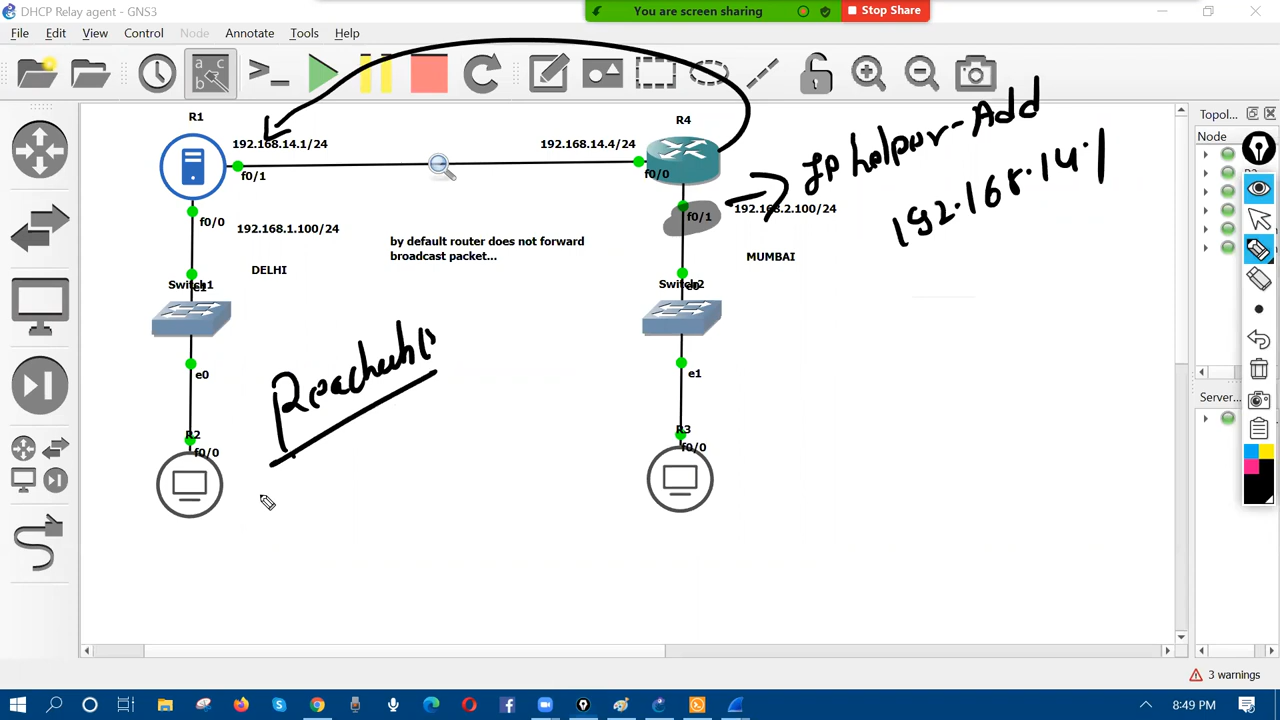 DHCP Relay agent - GNS3
You are screen sharing
Stop Share
File Edit View Control Node Annotate Tools Help
R1
192.168.14.1/24
f0/1
f0/0
192.168.1.100/24
DELHI
Switch1
e1
e0
R2
f0/0
by default router does not forward
broadcast packet...
192.168.14.4/24
R4
f0/0
f0/1
192.168.2.100/24
MUMBAI
Switch2
e0
e1
R3
f0/0
Ip helper-Add
192.168.14.1
Reachable
Topol...
Node
Server...
3 warnings
8:49 PM